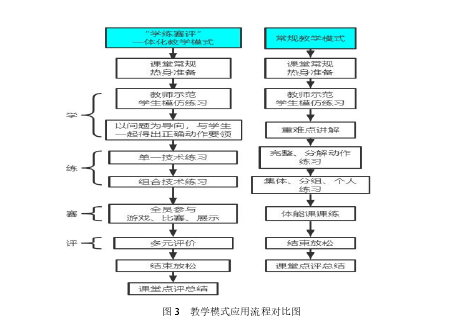 “学练赛评”
一体化教学模式
课堂常规
热身准备
教师示范
学生模仿练习
以问题为导向，与学生
一起得出正确动作要领
单一技术练习
组合技术练习
全员参与
游戏、比赛、展示
多元评价
结束放松
课堂点评总结
学
练
赛
评
常规教学模式
课堂常规
热身准备
教师示范
学生模仿练习
重难点讲解
完整、分解动作
练习
集体、分组、个人
练习
体能课课练
结束放松
课堂点评总结
图 3　教学模式应用流程对比图